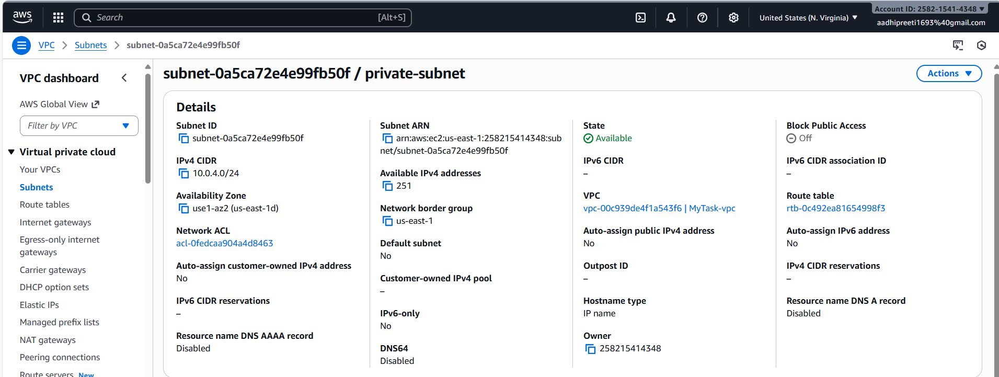 aws
Search [Alt+S]
United States (N. Virginia)
Account ID: 2582-1541-4348
aadhipreeti1693%40gmail.com
VPC
Subnets
subnet-0a5ca72e4e99fb50f
VPC dashboard
AWS Global View
Filter by VPC
Virtual private cloud
Your VPCs
Subnets
Route tables
Internet gateways
Egress-only internet
gateways
Carrier gateways
DHCP option sets
Elastic IPs
Managed prefix lists
NAT gateways
Peering connections
Route servers New
subnet-0a5ca72e4e99fb50f / private-subnet
Actions
Details
Subnet ID
subnet-0a5ca72e4e99fb50f
IPv4 CIDR
10.0.4.0/24
Availability Zone
use1-az2 (us-east-1d)
Network ACL
acl-0fedcaa904a4d8463
Auto-assign customer-owned IPv4 address
No
IPv6 CIDR reservations
–
Resource name DNS AAAA record
Disabled
Subnet ARN
arn:aws:ec2:us-east-1:258215414348:sub
net/subnet-0a5ca72e4e99fb50f
Available IPv4 addresses
251
Network border group
us-east-1
Default subnet
No
Customer-owned IPv4 pool
–
IPv6-only
No
DNS64
Disabled
State
Available
IPv6 CIDR
–
VPC
vpc-00c939de4f1a543f6 | MyTask-vpc
Auto-assign public IPv4 address
No
Outpost ID
–
Hostname type
IP name
Owner
258215414348
Block Public Access
Off
IPv6 CIDR association ID
–
Route table
rtb-0c492ea81654998f3
Auto-assign IPv6 address
No
IPv4 CIDR reservations
–
Resource name DNS A record
Disabled